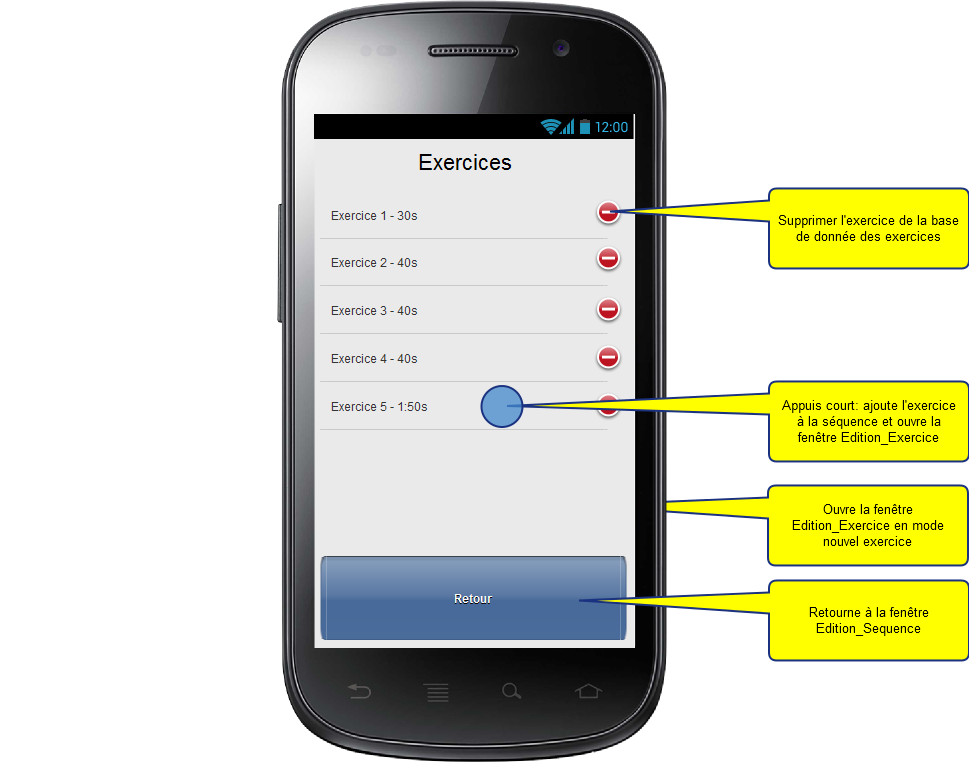 12:00
Exercices
Exercice 1 - 30s
Exercice 2 - 40s
Exercice 3 - 40s
Exercice 4 - 40s
Exercice 5 - 1:50s
Retour
Supprimer l'exercice de la base
de donnée des exercices
Appuis court: ajoute l'exercice
à la séquence et ouvre la
fenêtre Edition_Exercice
Ouvre la fenêtre
Edition_Exercice en mode
nouvel exercice
Retourne à la fenêtre
Edition_Sequence